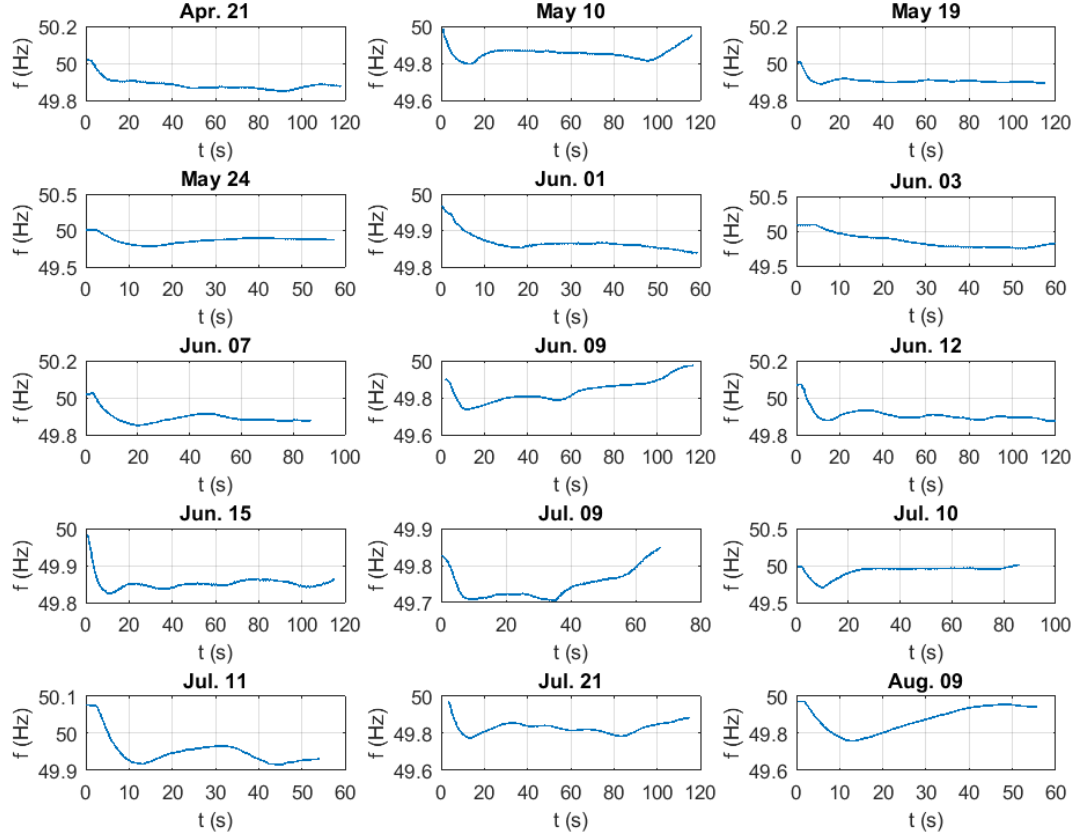 Apr. 21
May 10
May 19
50.2
50
49.8
f (Hz)
0 20 40 60 80 100 120
t (s)
50
49.8
49.6
f (Hz)
0 20 40 60 80 100 120
t (s)
50.2
50
49.8
f (Hz)
0 20 40 60 80 100 120
t (s)
May 24
Jun. 01
Jun. 03
50.5
50
49.5
f (Hz)
0 10 20 30 40 50 60
t (s)
50
49.9
49.8
f (Hz)
0 10 20 30 40 50 60
t (s)
50.5
50
49.5
f (Hz)
0 10 20 30 40 50 60
t (s)
Jun. 07
Jun. 09
Jun. 12
50.2
50
49.8
f (Hz)
0 20 40 60 80 100
t (s)
50
49.8
49.6
f (Hz)
0 20 40 60 80 100 120
t (s)
50.2
50
49.8
f (Hz)
0 20 40 60 80 100 120
t (s)
Jun. 15
Jul. 09
Jul. 10
50
49.9
49.8
f (Hz)
0 20 40 60 80 100 120
t (s)
49.9
49.8
49.7
f (Hz)
0 20 40 60 80
t (s)
50.5
50
49.5
f (Hz)
0 20 40 60 80 100
t (s)
Jul. 11
Jul. 21
Aug. 09
50.1
50
49.9
f (Hz)
0 10 20 30 40 50 60
t (s)
50
49.8
49.6
f (Hz)
0 20 40 60 80 100 120
t (s)
50
49.8
49.6
f (Hz)
0 10 20 30 40 50 60
t (s)